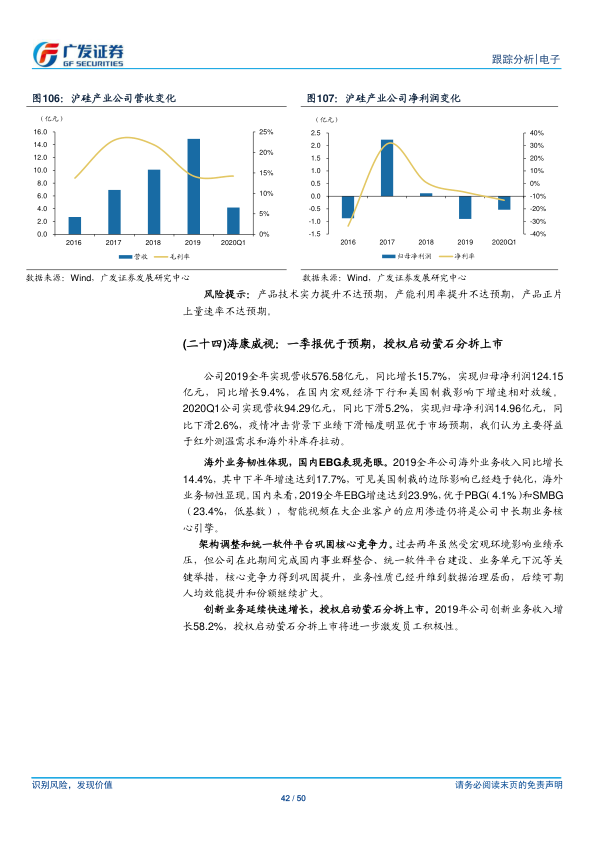 广发证券
GF SECURITIES
跟踪分析|电子
图106：沪硅产业公司营收变化
图107：沪硅产业公司净利润变化
（亿元）
16.0
14.0
12.0
10.0
8.0
6.0
4.0
2.0
0.0
25%
20%
15%
10%
5%
0%
2016 2017 2018 2019 2020Q1
营收 毛利率
（亿元）
2.5
2.0
1.5
1.0
0.5
0.0
-0.5
-1.0
-1.5
40%
30%
20%
10%
0%
-10%
-20%
-30%
-40%
2016 2017 2018 2019 2020Q1
归母净利润 净利率
数据来源：Wind，广发证券发展研究中心
数据来源：Wind，广发证券发展研究中心
风险提示：产品技术实力提升不达预期，产能利用率提升不达预期，产品正片
上量速率不达预期。
(二十四)海康威视：一季报优于预期，授权启动萤石分拆上市
公司2019全年实现营收576.58亿元，同比增长15.7%，实现归母净利润124.15
亿元，同比增长9.4%，在国内宏观经济下行和美国制裁影响下增速相对放缓。
2020Q1公司实现营收94.29亿元，同比下滑5.2%，实现归母净利润14.96亿元，同
比下滑2.6%，疫情冲击背景下业绩下滑幅度明显优于市场预期，我们认为主要得益
于红外测温需求和海外补库存拉动。
海外业务韧性体现，国内EBG表现亮眼。2019全年公司海外业务收入同比增长
14.4%，其中下半年增速达到17.7%，可见美国制裁的边际影响已经趋于钝化，海外
业务韧性显现。国内来看，2019全年EBG增速达到23.9%，优于PBG（4.1%）和SMBG
（23.4%，低基数），智能视频在大企业客户的应用渗透仍将是公司中长期业务核
心引擎。
架构调整和统一软件平台巩固核心竞争力。过去两年虽然受宏观环境影响业绩承
压，但公司在此期间完成国内事业群整合、统一软件平台建设、业务单元下沉等关
键举措，核心竞争力得到巩固提升，业务性质已经升维到数据治理层面，后续可期
人均效能提升和份额继续扩大。
创新业务延续快速增长，授权启动萤石分拆上市。2019年公司创新业务收入增
长58.2%，授权启动萤石分拆上市将进一步激发员工积极性。
识别风险，发现价值
请务必阅读末页的免责声明
42 / 50